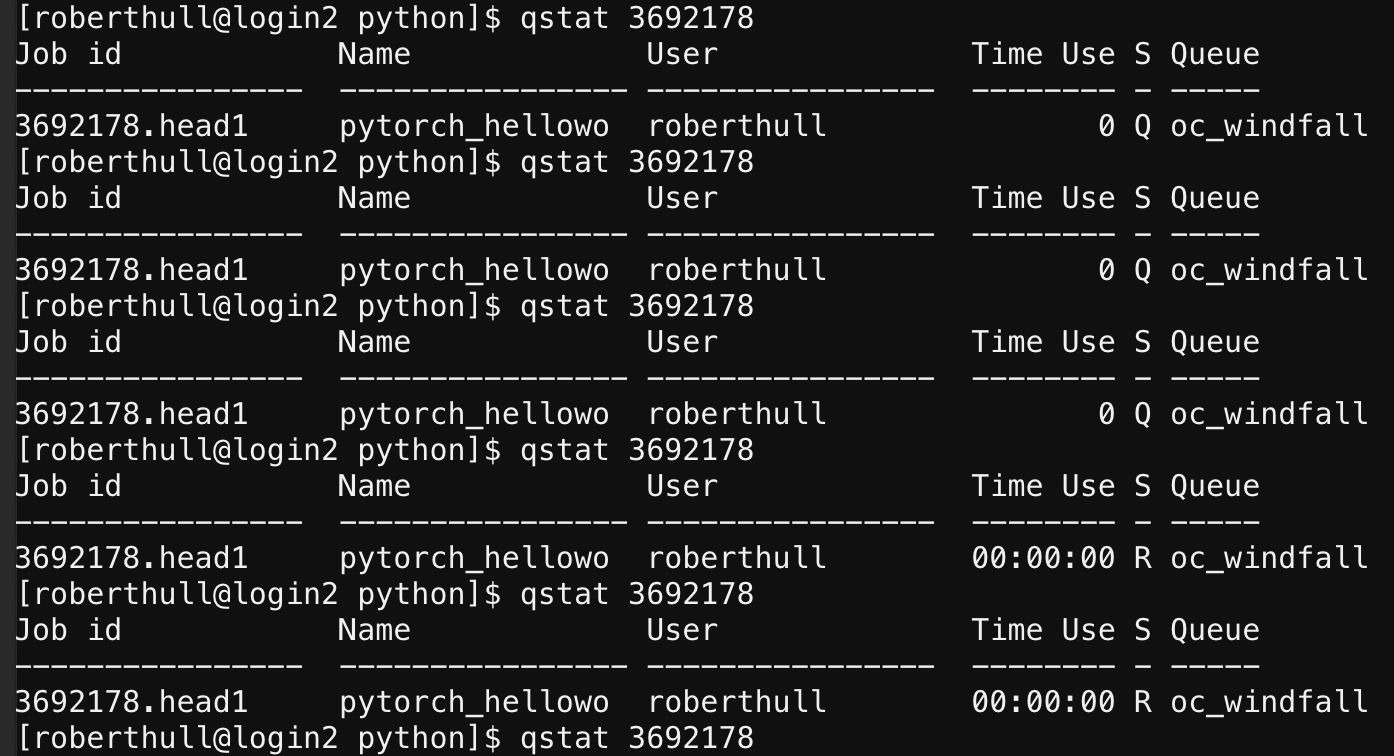 [roberthull@login2 python]$ qstat 3692178
Job id              Name             User              Time Use S Queue
----------------  ---------------- ----------------  -------- - -----
3692178.head1     pytorch_hellowo  roberthull               0 Q oc_windfall
[roberthull@login2 python]$ qstat 3692178
Job id              Name             User              Time Use S Queue
----------------  ---------------- ----------------  -------- - -----
3692178.head1     pytorch_hellowo  roberthull               0 Q oc_windfall
[roberthull@login2 python]$ qstat 3692178
Job id              Name             User              Time Use S Queue
----------------  ---------------- ----------------  -------- - -----
3692178.head1     pytorch_hellowo  roberthull               0 Q oc_windfall
[roberthull@login2 python]$ qstat 3692178
Job id              Name             User              Time Use S Queue
----------------  ---------------- ----------------  -------- - -----
3692178.head1     pytorch_hellowo  roberthull        00:00:00 R oc_windfall
[roberthull@login2 python]$ qstat 3692178
Job id              Name             User              Time Use S Queue
----------------  ---------------- ----------------  -------- - -----
3692178.head1     pytorch_hellowo  roberthull        00:00:00 R oc_windfall
[roberthull@login2 python]$ qstat 3692178